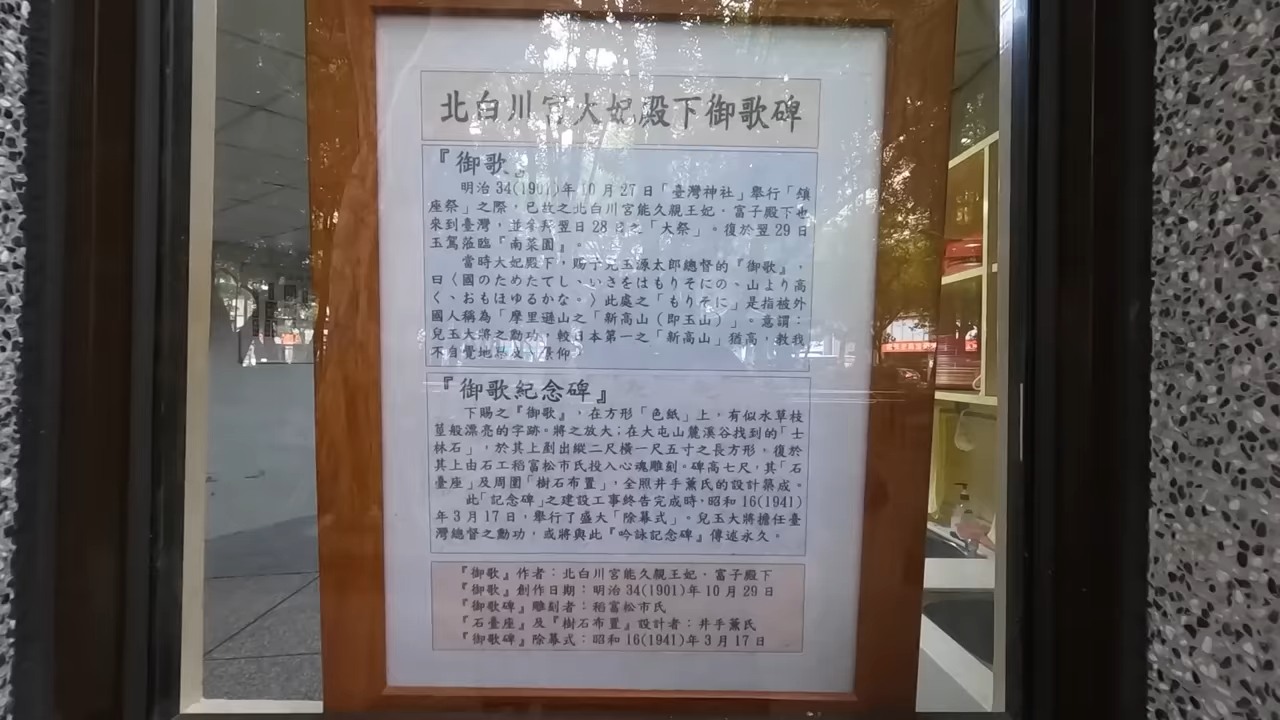 北白川宮大妃殿下御歌碑
『御歌』
明治34(1901)年10月27日「臺灣神社」舉行「鎮
座祭」之際，已故之北白川宮能久親王妃．富子殿下也
來到臺灣，並參拜翌日28日之「大祭」。復於翌29日
玉駕蒞臨『南菜園』。
當時大妃殿下，賜予兒玉源太郎總督的『御歌』，
曰〈國のためたてし、いさをはもりそにの、山より高
く、おもほゆるかな。〉此處之「もりそに」是指被外
國人稱為「摩里遜山之「新高山（即玉山）」。意謂：
兒玉大將之勳功，較日本第一之「新高山」猶高，教我
不自覺地
『御歌紀念碑』
下賜之『御歌』，在方形「色紙」上，有似水草枝
莖般漂亮的字跡。將之放大；在大屯山麓溪谷找到的「士
林石」，於其上劃出縱二尺橫一尺五寸之長方形，復於
其上由石工稻富松市氏投入心魂雕刻。碑高七尺，其「石
臺座」及周圍「樹石布置」，全照井手薰氏的設計築成。
此「記念碑」之建設工事終告完成時，昭和16(1941)
年3月17日，舉行了盛大「除幕式」。兒玉大將擔任臺
灣總督之勳功，或將與此『吟詠記念碑』傳述永久。
『御歌』作者：北白川宮能久親王妃．富子殿下
『御歌』創作日期：明治34(1901)年10月29日
『御歌碑』雕刻者：稻富松市氏
『石臺座』及『樹石布置』設計者：井手薰氏
『御歌碑』除幕式：昭和16(1941)年3月17日